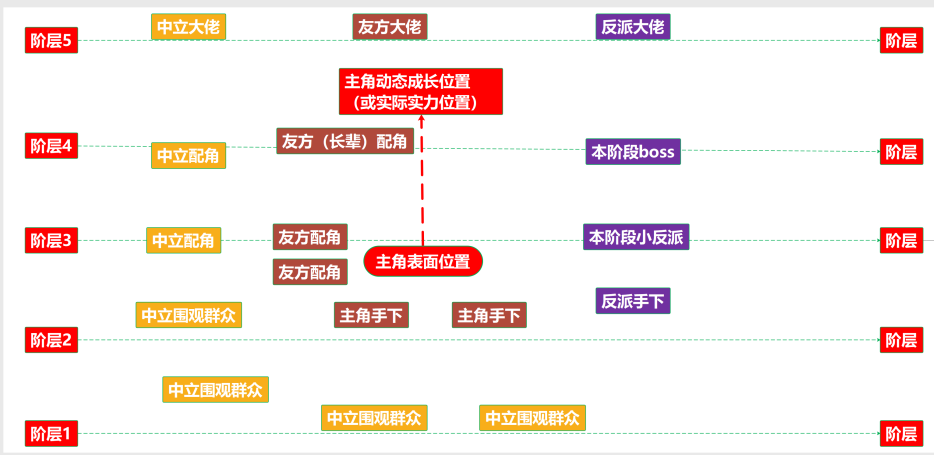 中立大佬
友方大佬
反派大佬
阶层5
阶层
主角动态成长位置
（或实际实力位置）
阶层4
友方（长辈）配角
中立配角
本阶段boss
阶层
阶层3
中立配角
友方配角
本阶段小反派
阶层
友方配角
主角表面位置
中立围观群众
主角手下
主角手下
反派手下
阶层2
阶层
中立围观群众
中立围观群众
中立围观群众
阶层1
阶层